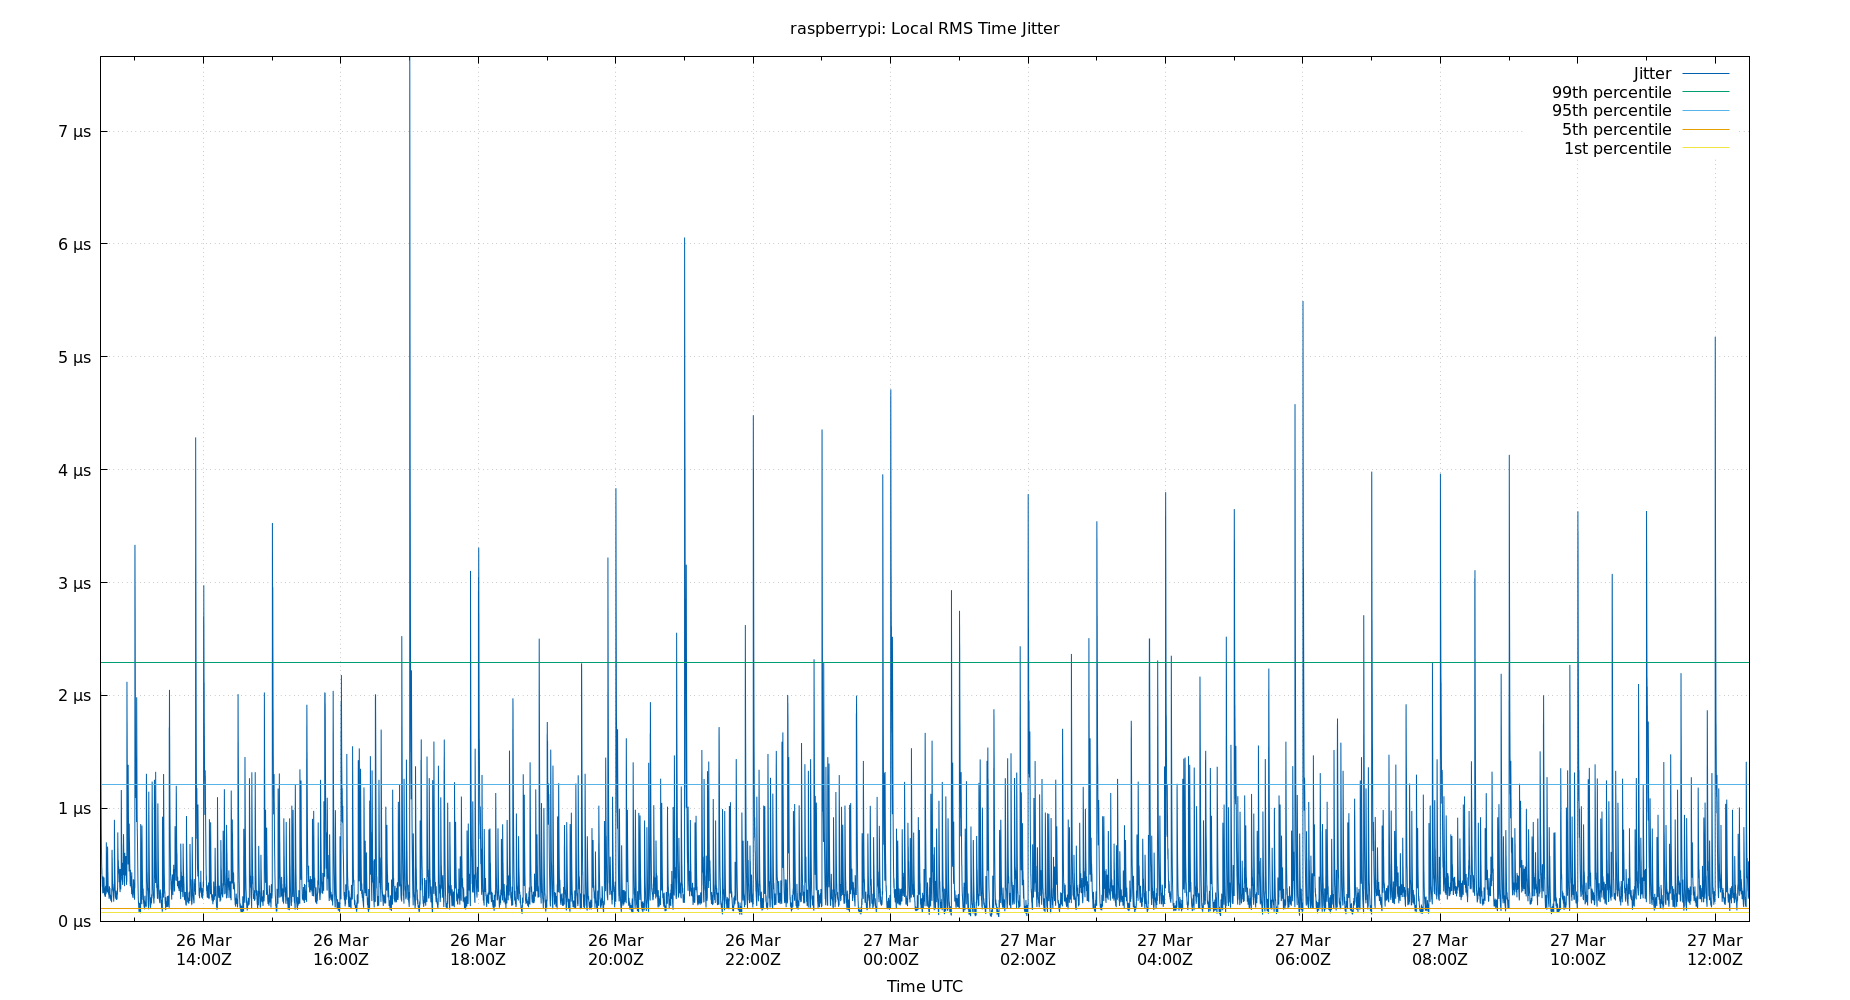 raspberrypi: Local RMS Time Jitter
Jitter
99th percentile
95th percentile
5th percentile
1st percentile
7 µs
6 µs
5 µs
4 µs
3 µs
2 µs
1 µs
0 µs
26 Mar 26 Mar 26 Mar 26 Mar 26 Mar 27 Mar 27 Mar 27 Mar 27 Mar 27 Mar 27 Mar 27 Mar
14:00Z 16:00Z 18:00Z 20:00Z 22:00Z 00:00Z 02:00Z 04:00Z 06:00Z 08:00Z 10:00Z 12:00Z
Time UTC